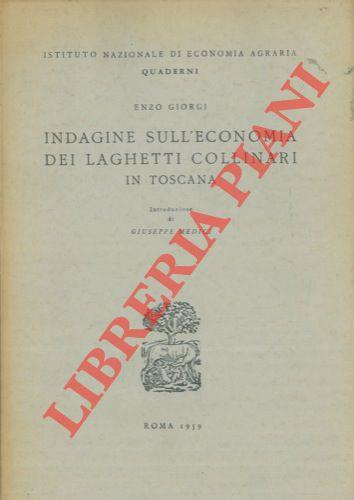 ISTITUTO NAZIONALE DI ECONOMIA AGRARIA
QUADERNI
ENZO GIORGI
INDAGINE SULL'ECONOMIA
DEI LAGHETTI COLLINARI
IN TOSCANA
Introduzione
di
GIUSEPPE MEDICI
ROMA 1959
LIBRERIA PIANI